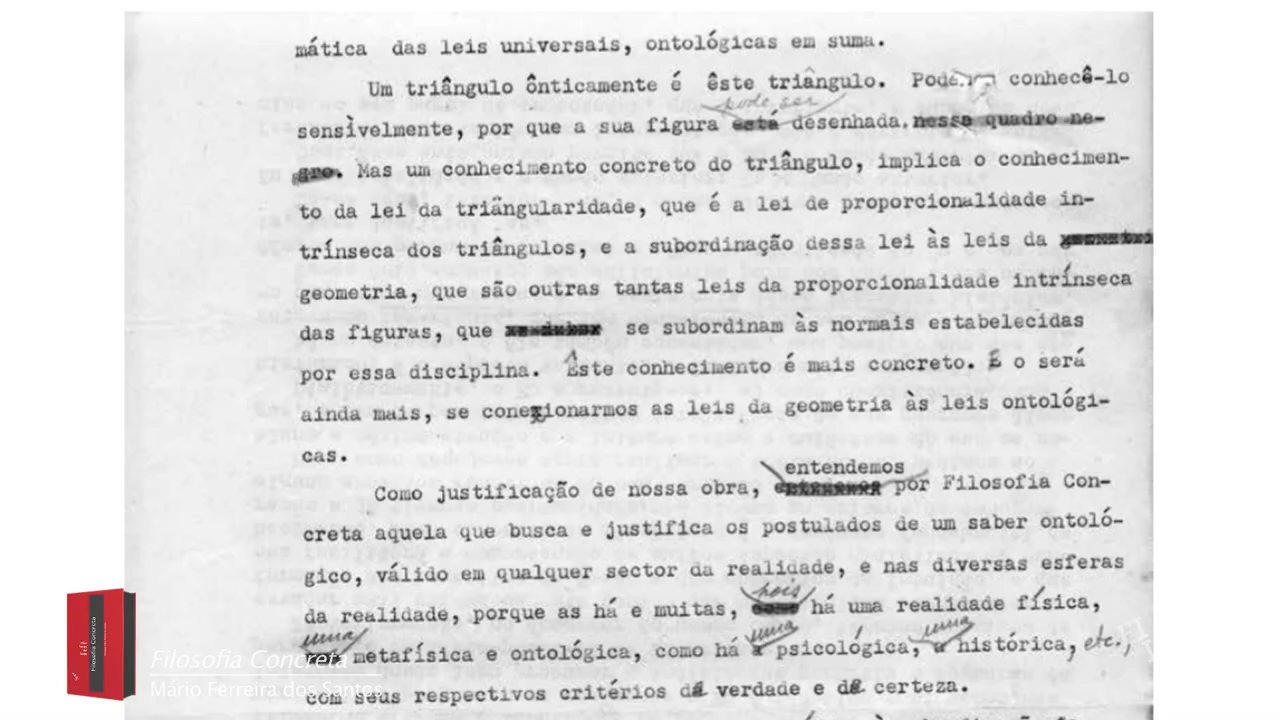 mática das leis universais, ontológicas em suma.
Um triângulo ônticamente é êste triângulo. conhecê-lo
pode ser
sensìvelmente, por que a sua figura está desenhada. nessa quadro ne-
gro. Mas um conhecimento concreto do triângulo, implica o conhecimen-
to da lei da triangularidade, que é a lei de proporcionalidade in-
trínseca dos triângulos, e a subordinação dessa lei às leis da
geometria, que são outras tantas leis da proporcionalidade intrínseca
das figuras, que se subordinam às normais estabelecidas
por essa disciplina. Êste conhecimento é mais concreto. E o será
ainda mais, se conexionarmos as leis da geometria às leis ontológi-
cas.
entendemos
Como justificação de nossa obra, por Filosofia Con-
creta aquela que busca e justifica os postulados de um saber ontoló-
gico, válido em qualquer sector da realidade, e nas diversas esferas
pois
da realidade, porque as há e muitas, há uma realidade física,
uma uma uma
metafísica e ontológica, como há a psicológica, a histórica, etc.,
com seus respectivos critérios de verdade e de certeza.
Filosofia Concreta
Filosofia Concreta
Mário Ferreira dos Santos